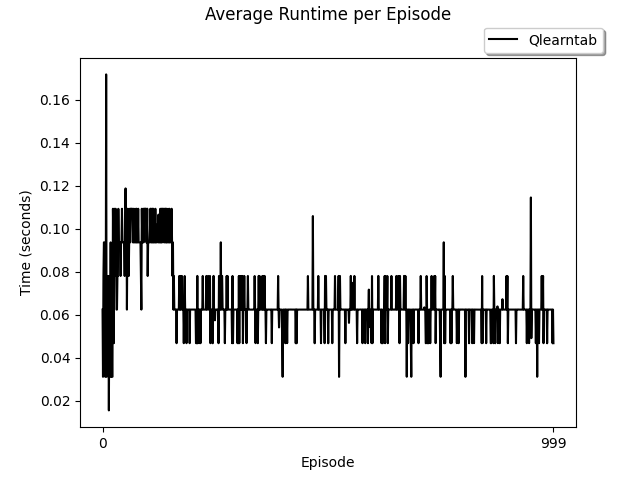 Average Runtime per Episode
Qlearntab
0.16
0.14
0.12
0.10
0.08
0.06
0.04
0.02
Time (seconds)
0
999
Episode